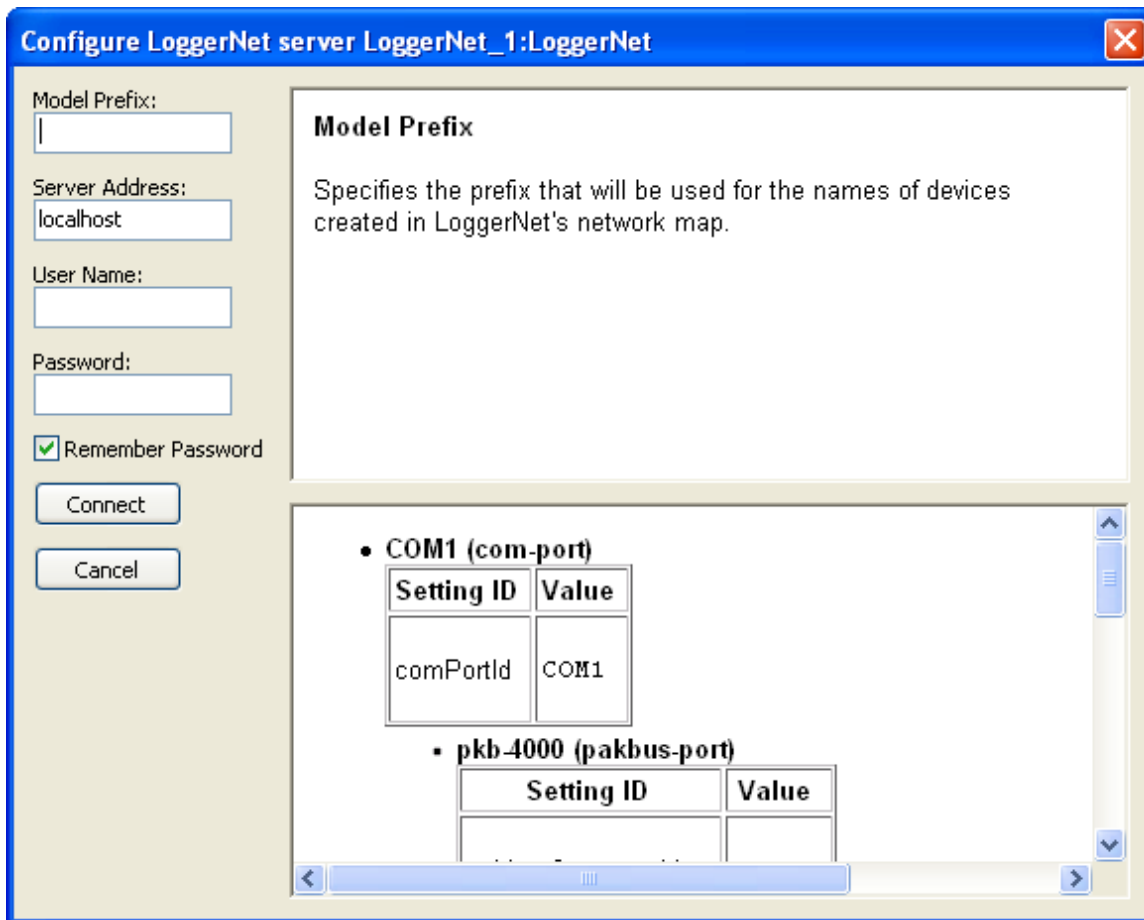 Configure LoggerNet server LoggerNet_1:LoggerNet
Model Prefix:
Server Address:
localhost
User Name:
Password:
Remember Password
Connect
Cancel
Model Prefix
Specifies the prefix that will be used for the names of devices
created in LoggerNet's network map.
COM1 (com-port)
Setting ID Value
comPortId COM1
pkb-4000 (pakbus-port)
Setting ID Value